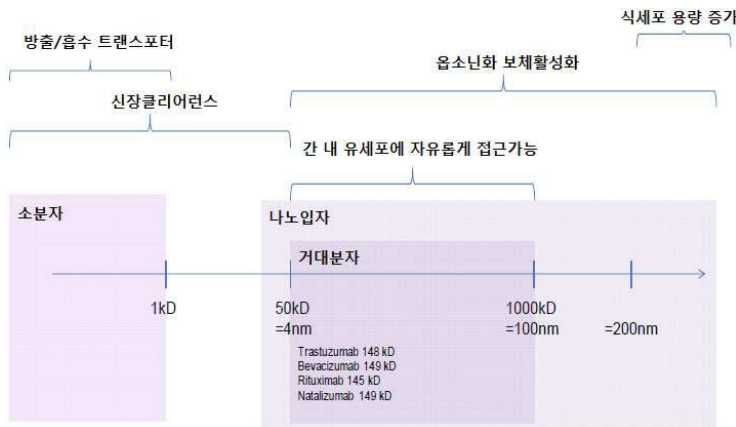 식세포 용량 증가
방출/흡수 트랜스포터
옵소닌화 보체활성화
신장클리어런스
간 내 유세포에 자유롭게 접근가능
소분자
나노입자
거대분자
1kD
50kD
=4nm
1000kD
=100nm
=200nm
Trastuzumab 148 kD
Bevacizumab 149 kD
Rituximab 145 kD
Natalizumab 149 kD